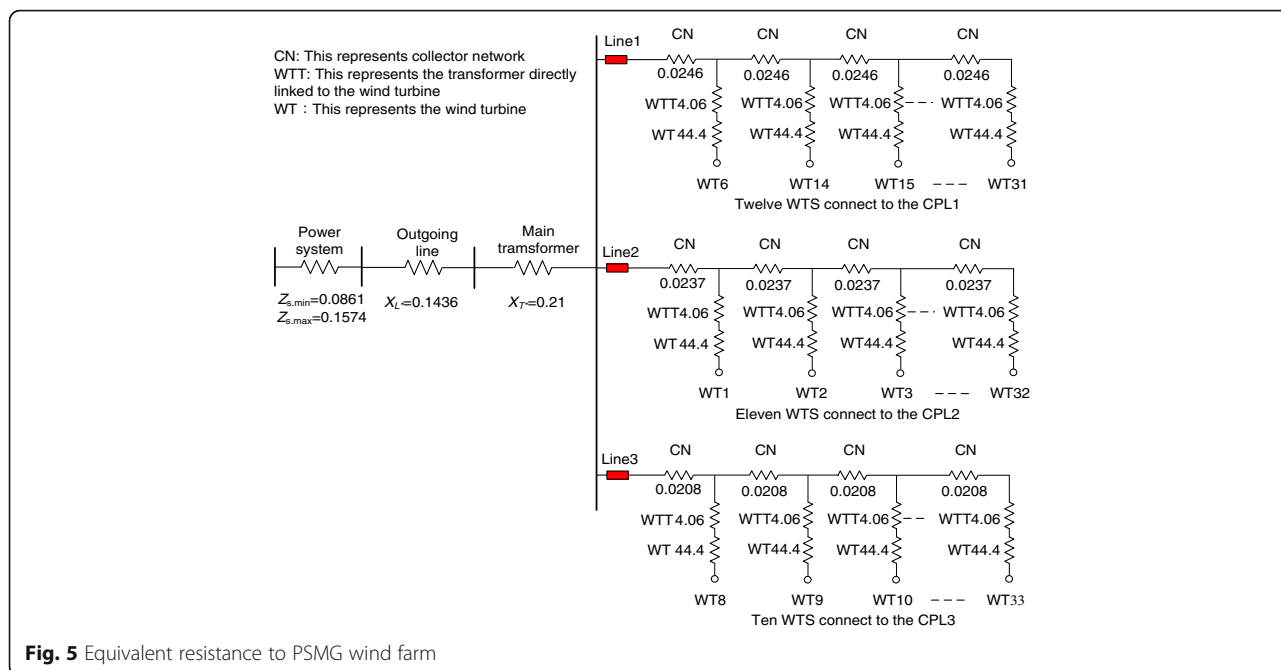 CN: This represents collector network
WTT: This represents the transformer directly
linked to the wind turbine
WT : This represents the wind turbine
Line1
CN CN CN CN
0.0246 0.0246 0.0246 0.0246
WTT4.06 WTT4.06 WTT4.06 WTT4.06
WT 44.4 WT44.4 WT44.4 WT44.4
WT6 WT14 WT15 WT31
Twelve WTS connect to the CPL1
Power
system
Outgoing
line
Main
tramsformer
Zs.min=0.0861
Zs.max=0.1574
XL=0.1436
XT=0.21
Line2
CN CN CN CN
0.0237 0.0237 0.0237 0.0237
WTT4.06 WTT4.06 WTT4.06 WTT4.06
WT 44.4 WT44.4 WT44.4 WT44.4
WT1 WT2 WT3 WT32
Eleven WTS connect to the CPL2
Line3
CN CN CN CN
0.0208 0.0208 0.0208 0.0208
WTT4.06 WTT4.06 WTT4.06 WTT4.06
WT 44.4 WT44.4 WT44.4 WT44.4
WT8 WT9 WT10 WT33
Ten WTS connect to the CPL3
Fig. 5 Equivalent resistance to PSMG wind farm